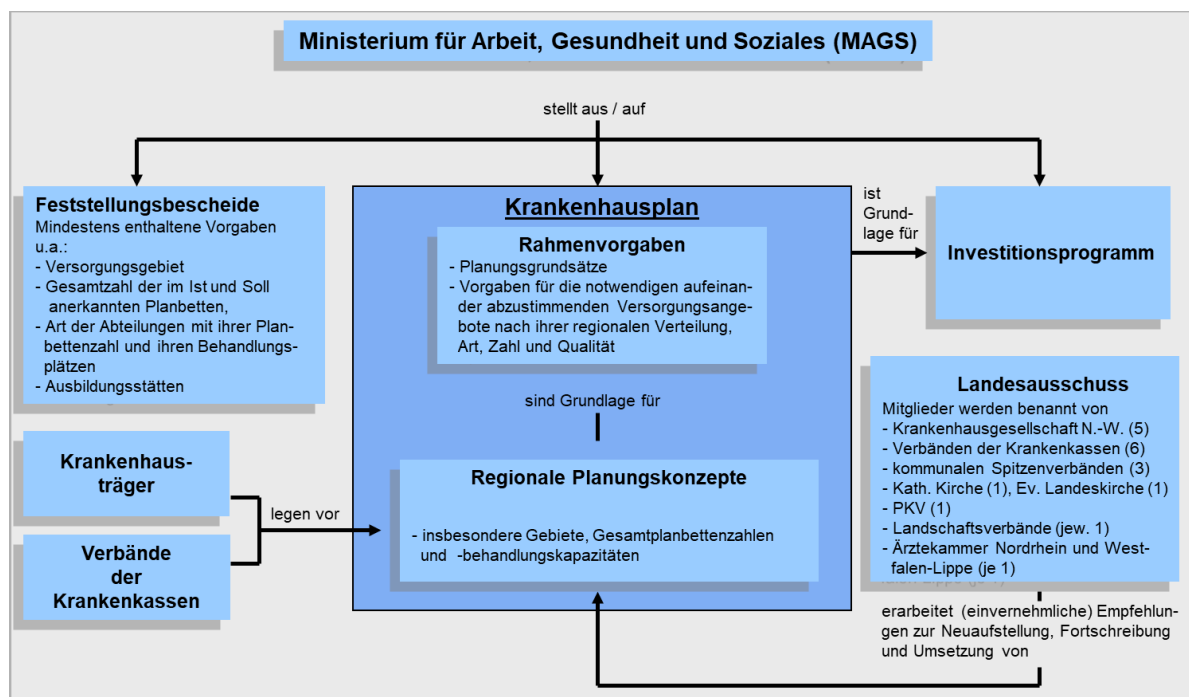 Ministerium für Arbeit, Gesundheit und Soziales (MAGS)
stellt aus / auf
Feststellungsbescheide
Mindestens enthaltene Vorgaben
u.a.:
- Versorgungsgebiet
- Gesamtzahl der im Ist und Soll
anerkannten Planbetten,
- Art der Abteilungen mit ihrer Plan-
bettenzahl und ihren Behandlungs-
plätzen
- Ausbildungsstätten
Krankenhausplan
Rahmenvorgaben
- Planungsgrundsätze
- Vorgaben für die notwendigen aufeinan-
der abzustimmenden Versorgungsange-
bote nach ihrer regionalen Verteilung,
Art, Zahl und Qualität
ist
Grund-
lage für
Investitionsprogramm
sind Grundlage für
Krankenhaus-
träger
Verbände
der
Krankenkassen
legen vor
Regionale Planungskonzepte
- insbesondere Gebiete, Gesamtplanbettenzahlen
und -behandlungskapazitäten
Landesausschuss
Mitglieder werden benannt von
- Krankenhausgesellschaft N.-W. (5)
- Verbänden der Krankenkassen (6)
- kommunalen Spitzenverbänden (3)
- Kath. Kirche (1), Ev. Landeskirche (1)
- PKV (1)
- Landschaftsverbände (jew. 1)
- Ärztekammer Nordrhein und West-
falen-Lippe (je 1)
erarbeitet (einvernehmliche) Empfehlun-
gen zur Neuaufstellung, Fortschreibung
und Umsetzung von